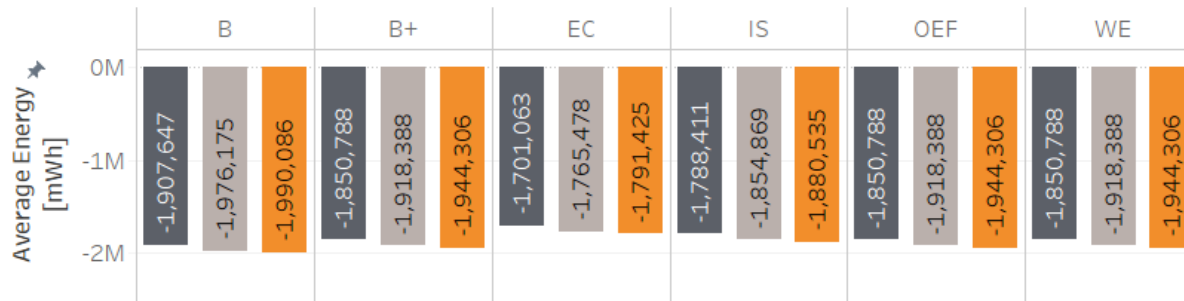 B B+ EC IS OEF WE
Average Energy
[mWh]
0M
-1M
-2M
-1,907,647 -1,976,175 -1,990,086 -1,850,788 -1,918,388 -1,944,306 -1,701,063 -1,765,478 -1,791,425 -1,788,411 -1,854,869 -1,880,535 -1,850,788 -1,918,388 -1,944,306 -1,850,788 -1,918,388 -1,944,306